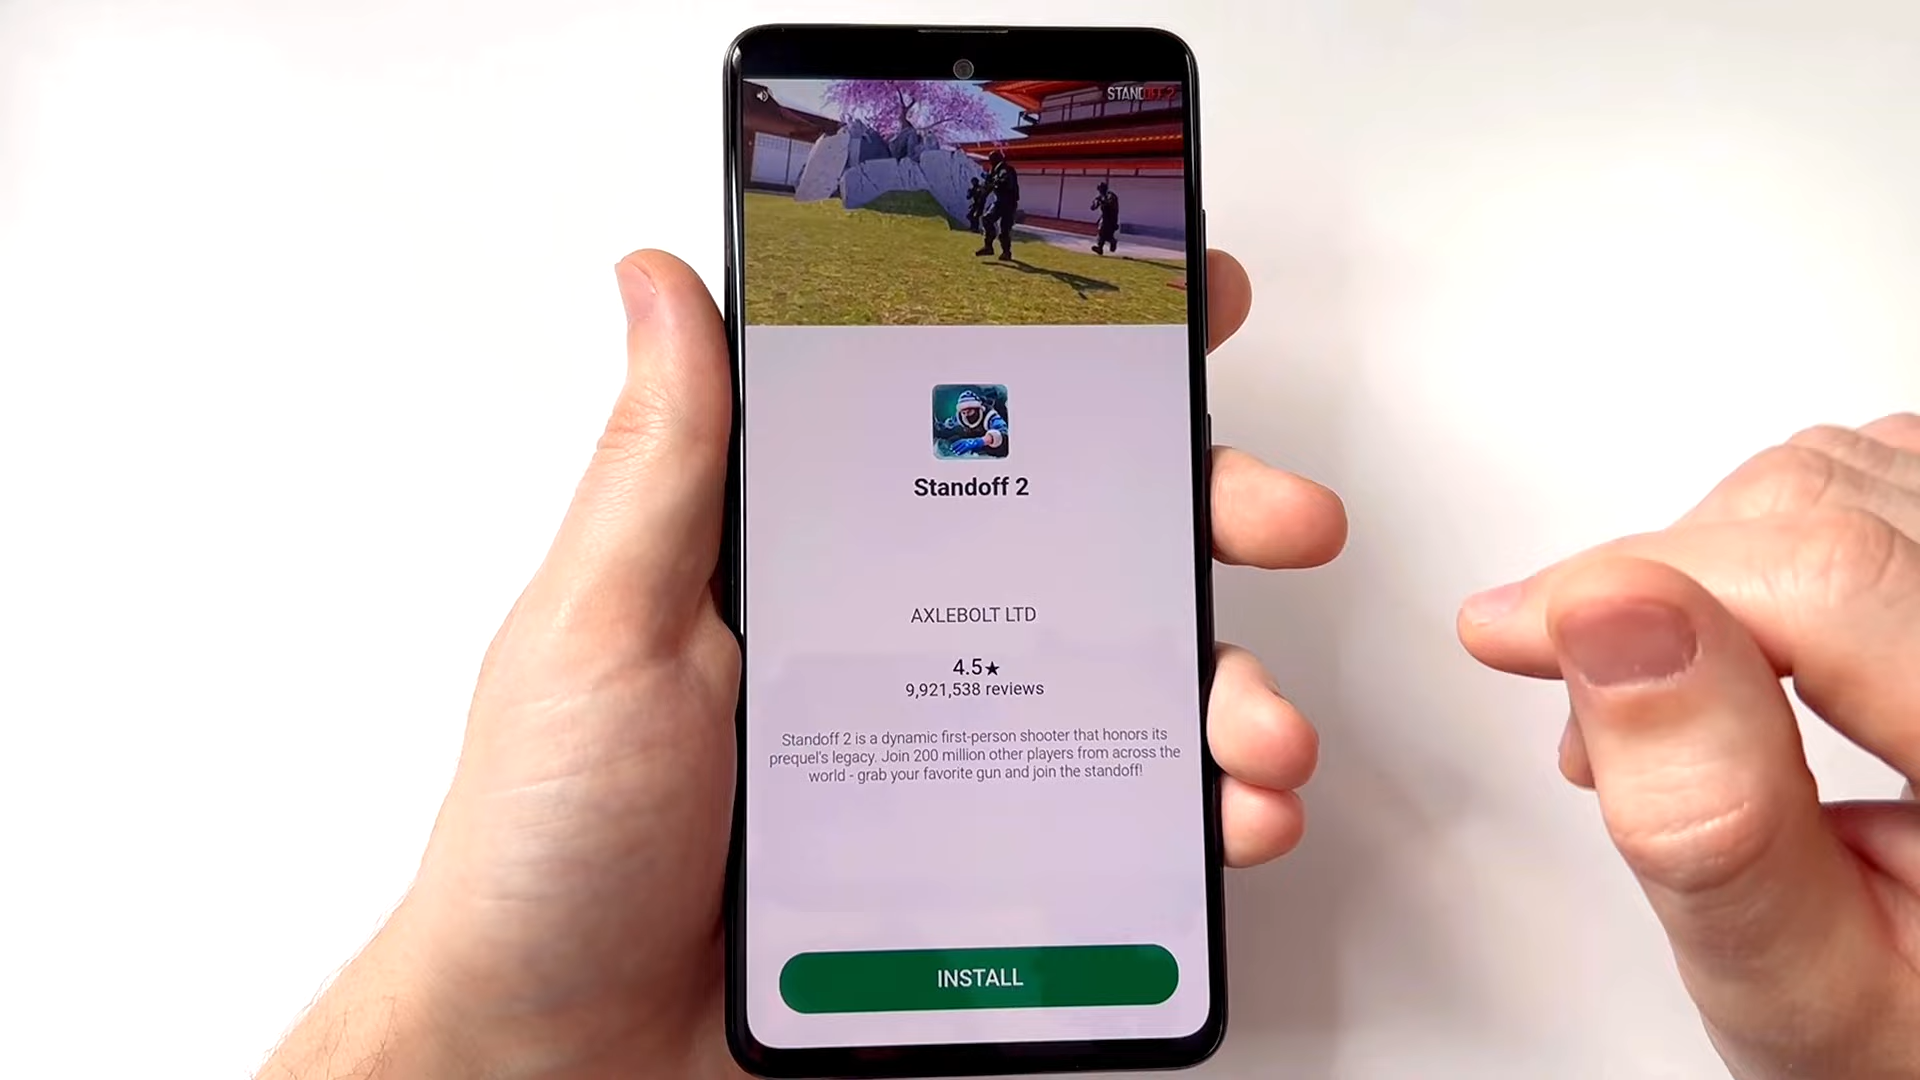 STANDOFF 2
Standoff 2
AXLEBOLT LTD
4.5★
9,921,538 reviews
Standoff 2 is a dynamic first-person shooter that honors its
prequel's legacy. Join 200 million other players from across the
world - grab your favorite gun and join the standoff!
INSTALL